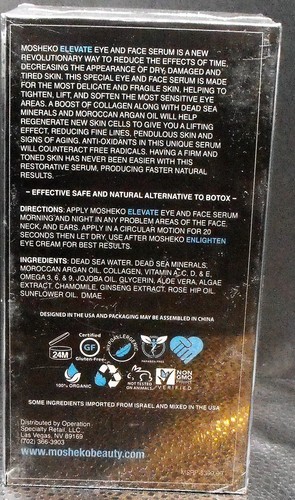 MOSHEKO ELEVATE EYE AND FACE SERUM IS A NEW
REVOLUTIONARY WAY TO REDUCE THE EFFECTS OF TIME,
DECREASING THE APPEARANCE OF DRY, DAMAGED AND
TIRED SKIN. THIS SPECIAL EYE AND FACE SERUM IS MADE
FOR THE MOST DELICATE AND FRAGILE SKIN, HELPING TO
TIGHTEN, LIFT, AND SOFTEN THE MOST SENSITIVE EYE
AREAS. A BOOST OF COLLAGEN ALONG WITH DEAD SEA
MINERALS AND MOROCCAN ARGAN OIL WILL HELP
REGENERATE NEW SKIN CELLS TO GIVE YOU A LIFTING
EFFECT, REDUCING FINE LINES, PENDULOUS SKIN AND
SIGNS OF AGING. ANTI-OXIDANTS IN THIS UNIQUE SERUM
WILL COUNTERACT FREE RADICALS. HAVING A FIRM AND
TONED SKIN HAS NEVER BEEN EASIER WITH THIS
RESTORATIVE SERUM, PRODUCING FASTER NATURAL
RESULTS.
– EFFECTIVE SAFE AND NATURAL ALTERNATIVE TO BOTOX –
DIRECTIONS: APPLY MOSHEKO ELEVATE EYE AND FACE SERUM
MORNING AND NIGHT IN ANY PROBLEM AREAS OF THE FACE,
NECK, AND EARS. APPLY IN A CIRCULAR MOTION FOR 20
SECONDS THEN LET DRY. USE AFTER MOSHEKO ENLIGHTEN
EYE CREAM FOR BEST RESULTS.
INGREDIENTS: DEAD SEA WATER, DEAD SEA MINERALS,
MOROCCAN ARGAN OIL, COLLAGEN, VITAMIN A, C, D, & E,
OMEGA 3, 6, & 9, JOJOBA OIL, GLYCERIN, ALOE VERA, ALGAE
EXTRACT, CHAMOMILE, GINSENG EXTRACT, ROSE HIP OIL,
SUNFLOWER OIL, DMAE
DESIGNED IN THE USA AND PACKAGING MAY BE ASSEMBLED IN CHINA
24M
Certified
GF
Gluten-Free
HYPOALLERGENIC
PARABEN-FREE
100% ORGANIC
NOT TESTED
ON ANIMALS
NON
GMO
VERIFIED
SOME INGREDIENTS IMPORTED FROM ISRAEL AND MIXED IN THE USA
Distributed by Operation
Specialty Retail, LLC
Las Vegas, NV 89169
(702) 366-3903
www.moshekobeauty.com